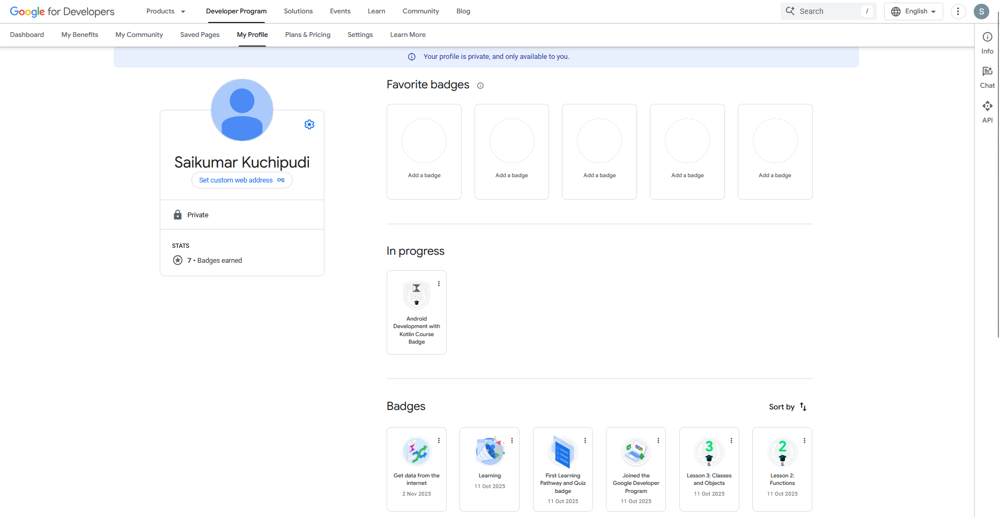 Google for Developers
Products
Developer Program
Solutions
Events
Learn
Community
Blog
Search
/
English
S
Dashboard
My Benefits
My Community
Saved Pages
My Profile
Plans & Pricing
Settings
Learn More
Info
Chat
API
Your profile is private, and only available to you.
Saikumar Kuchipudi
Set custom web address
Private
STATS
7 • Badges earned
Favorite badges
Add a badge
Add a badge
Add a badge
Add a badge
Add a badge
In progress
Android
Development with
Kotlin Course
Badge
Badges
Sort by
Get data from the
internet
2 Nov 2025
Learning
11 Oct 2025
First Learning
Pathway and Quiz
badge
11 Oct 2025
Joined the
Google Developer
Program
11 Oct 2025
3
Lesson 3: Classes
and Objects
11 Oct 2025
2
Lesson 2:
Functions
11 Oct 2025